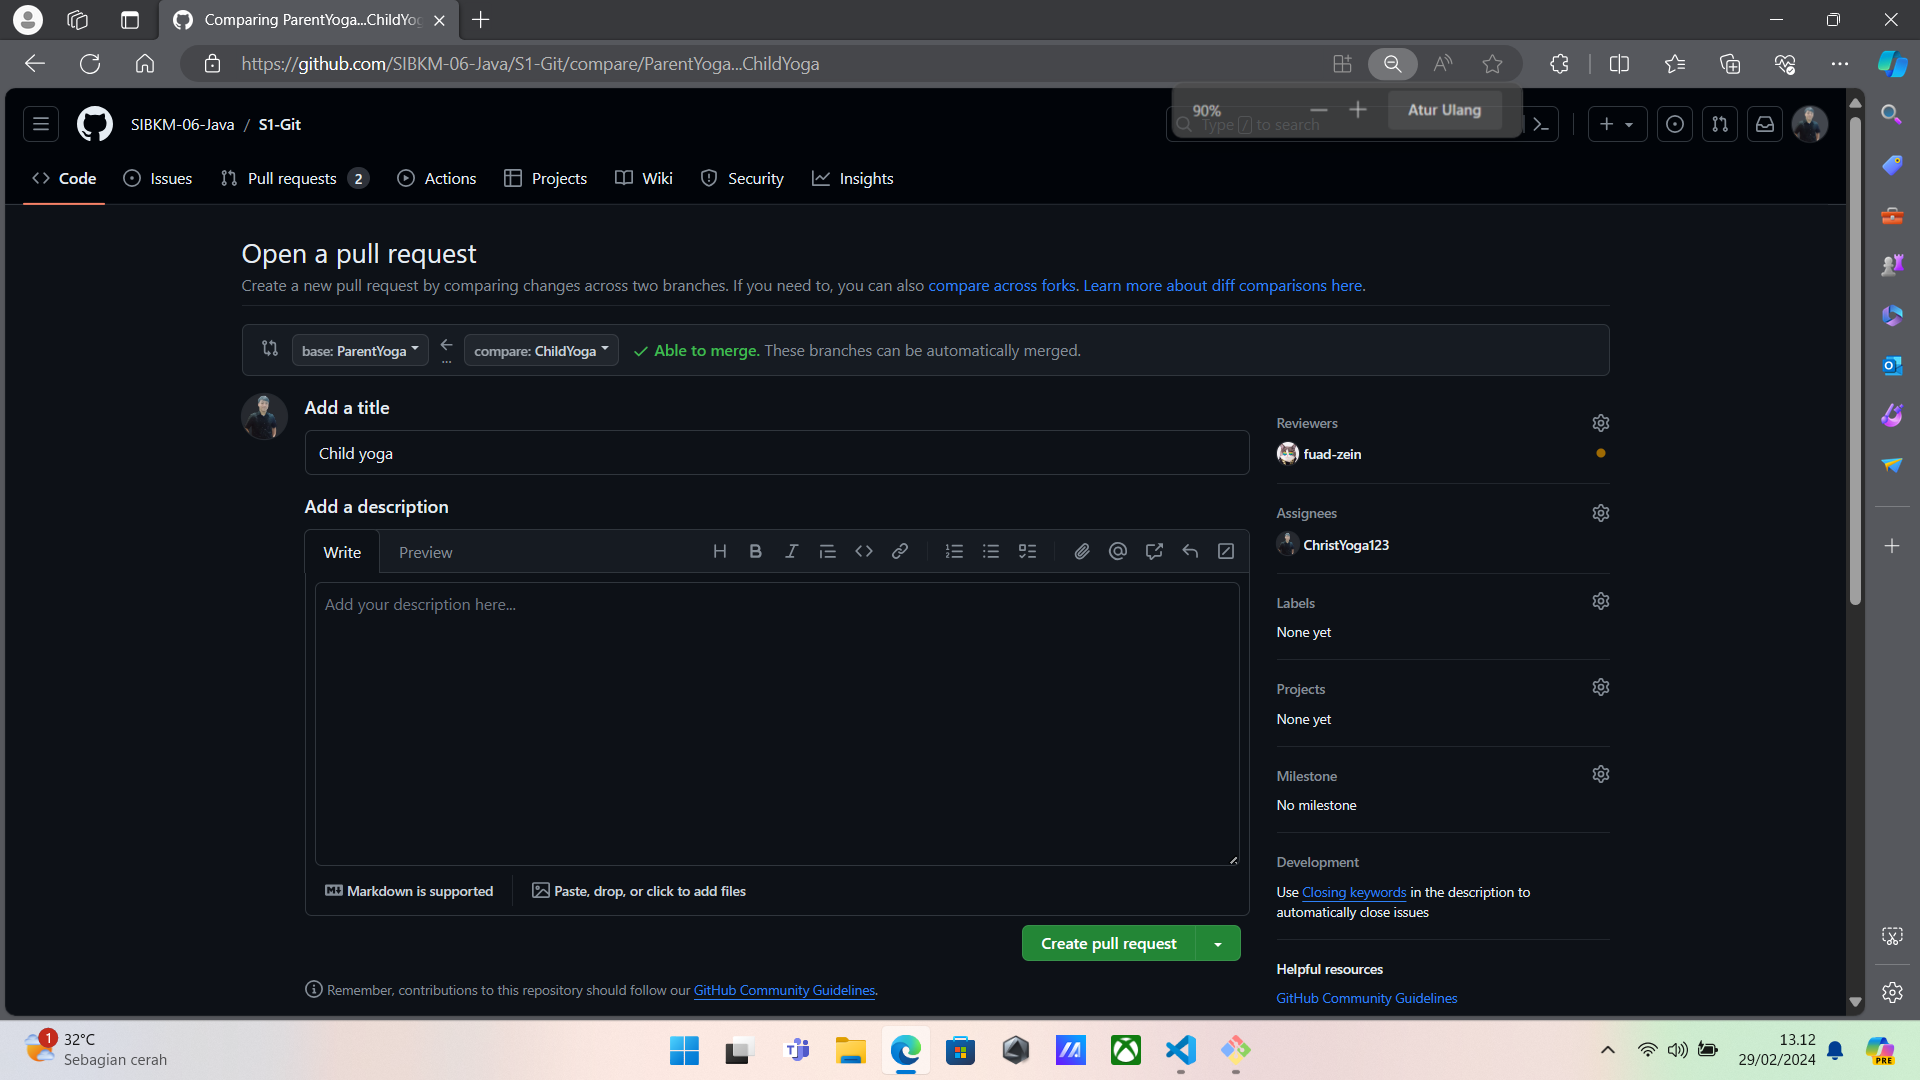 Comparing ParentYoga...ChildYo
https://github.com/SIBKM-06-Java/S1-Git/compare/ParentYoga...ChildYoga
90%
Atur Ulang
SIBKM-06-Java / S1-Git
Type / to search
Code
Issues
Pull requests 2
Actions
Projects
Wiki
Security
Insights
Open a pull request
Create a new pull request by comparing changes across two branches. If you need to, you can also compare across forks. Learn more about diff comparisons here.
base: ParentYoga
compare: ChildYoga
Able to merge. These branches can be automatically merged.
Add a title
Child yoga
Add a description
Write
Preview
Add your description here...
Markdown is supported
Paste, drop, or click to add files
Create pull request
Remember, contributions to this repository should follow our GitHub Community Guidelines.
Reviewers
fuad-zein
Assignees
ChristYoga123
Labels
None yet
Projects
None yet
Milestone
No milestone
Development
Use Closing keywords in the description to
automatically close issues
Helpful resources
GitHub Community Guidelines
1
32°C
Sebagian cerah
13.12
29/02/2024
PRE